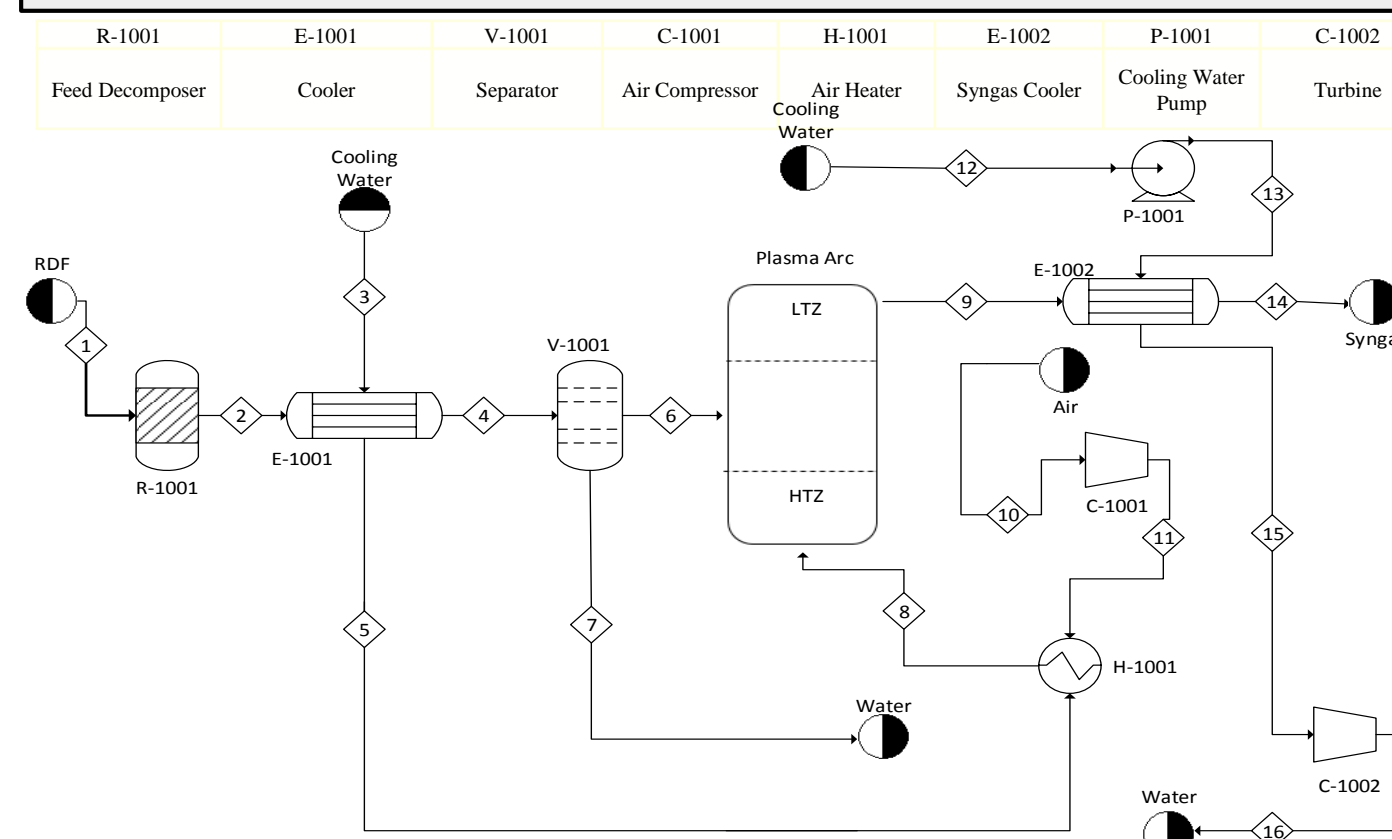 R-1001 E-1001 V-1001 C-1001 H-1001 E-1002 P-1001 C-1002
Feed Decomposer Cooler Separator Air Compressor Air Heater Syngas Cooler Cooling Water Turbine
Pump
Cooling
Water
12
P-1001
13
Cooling
Water
3
RDF
1
R-1001
2
E-1001
4
V-1001
6
Plasma Arc
LTZ
HTZ
9
E-1002
14
Synga
Air
10
C-1001
11
15
5
7
8
H-1001
Water
C-1002
Water
16